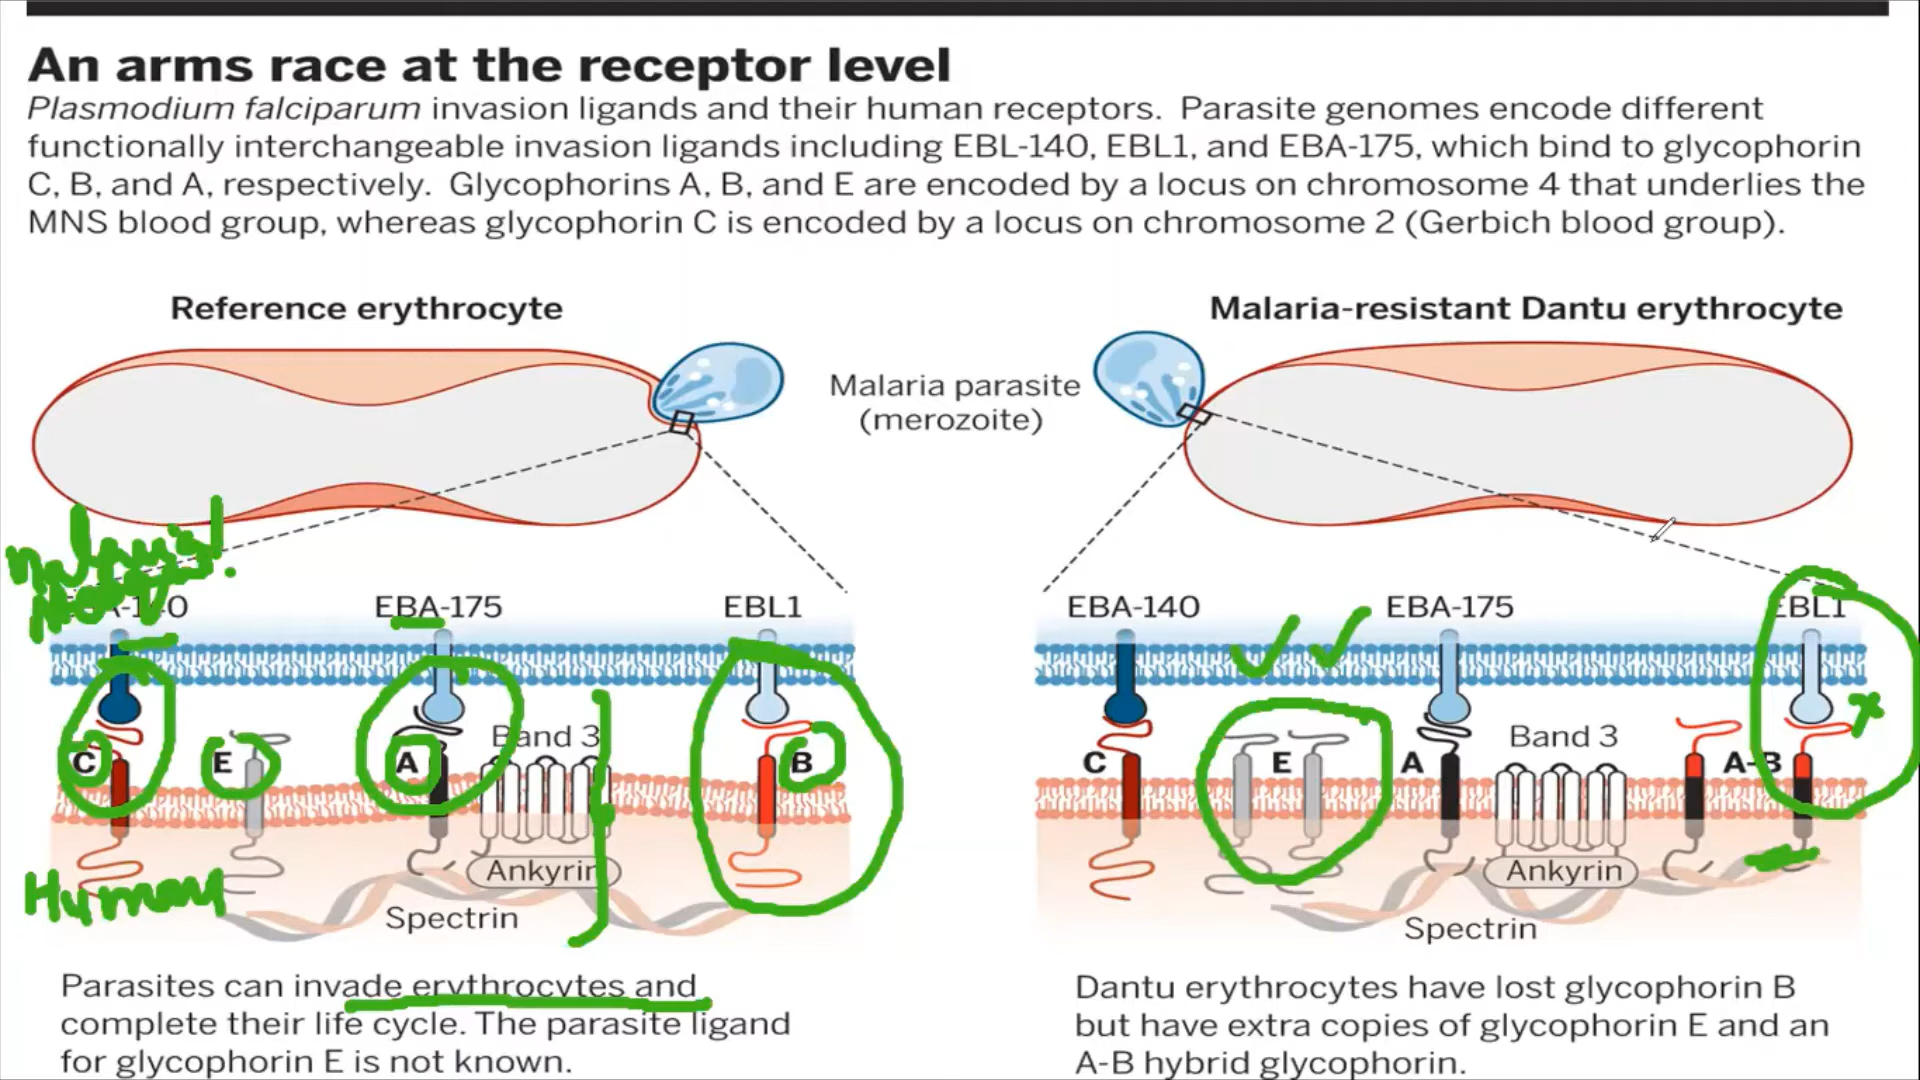 An arms race at the receptor level
Plasmodium falciparum invasion ligands and their human receptors. Parasite genomes encode different
functionally interchangeable invasion ligands including EBL-140, EBL1, and EBA-175, which bind to glycophorin
C, B, and A, respectively. Glycophorins A, B, and E are encoded by a locus on chromosome 4 that underlies the
MNS blood group, whereas glycophorin C is encoded by a locus on chromosome 2 (Gerbich blood group).
Reference erythrocyte
Malaria-resistant Dantu erythrocyte
Malaria parasite
(merozoite)
EBA-175
EBL1
EBA-140
EBA-175
EBL1
C
E
A
Band 3
B
C
E
A
Band 3
A-B
Ankyrin
Ankyrin
Human
Spectrin
Spectrin
Parasites can invade erythrocytes and
complete their life cycle. The parasite ligand
for glycophorin E is not known.
Dantu erythrocytes have lost glycophorin B
but have extra copies of glycophorin E and an
A-B hybrid glycophorin.